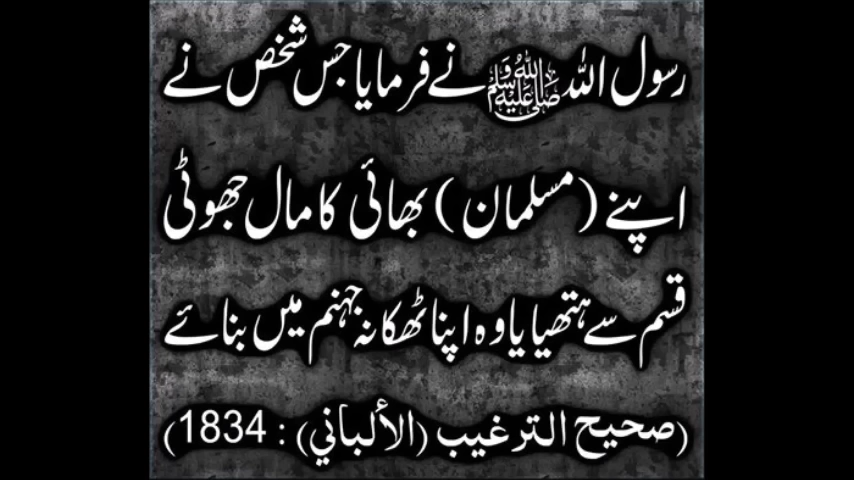 رسول اللہ ﷺ نے فرمایا جس شخص نے
اپنے (مسلمان) بھائی کا مال جھوٹی
قسم سے ہتھیایا وہ اپنا ٹھکانہ جہنم میں بنائے
(صحيح الترغيب (الألباني) : 1834)